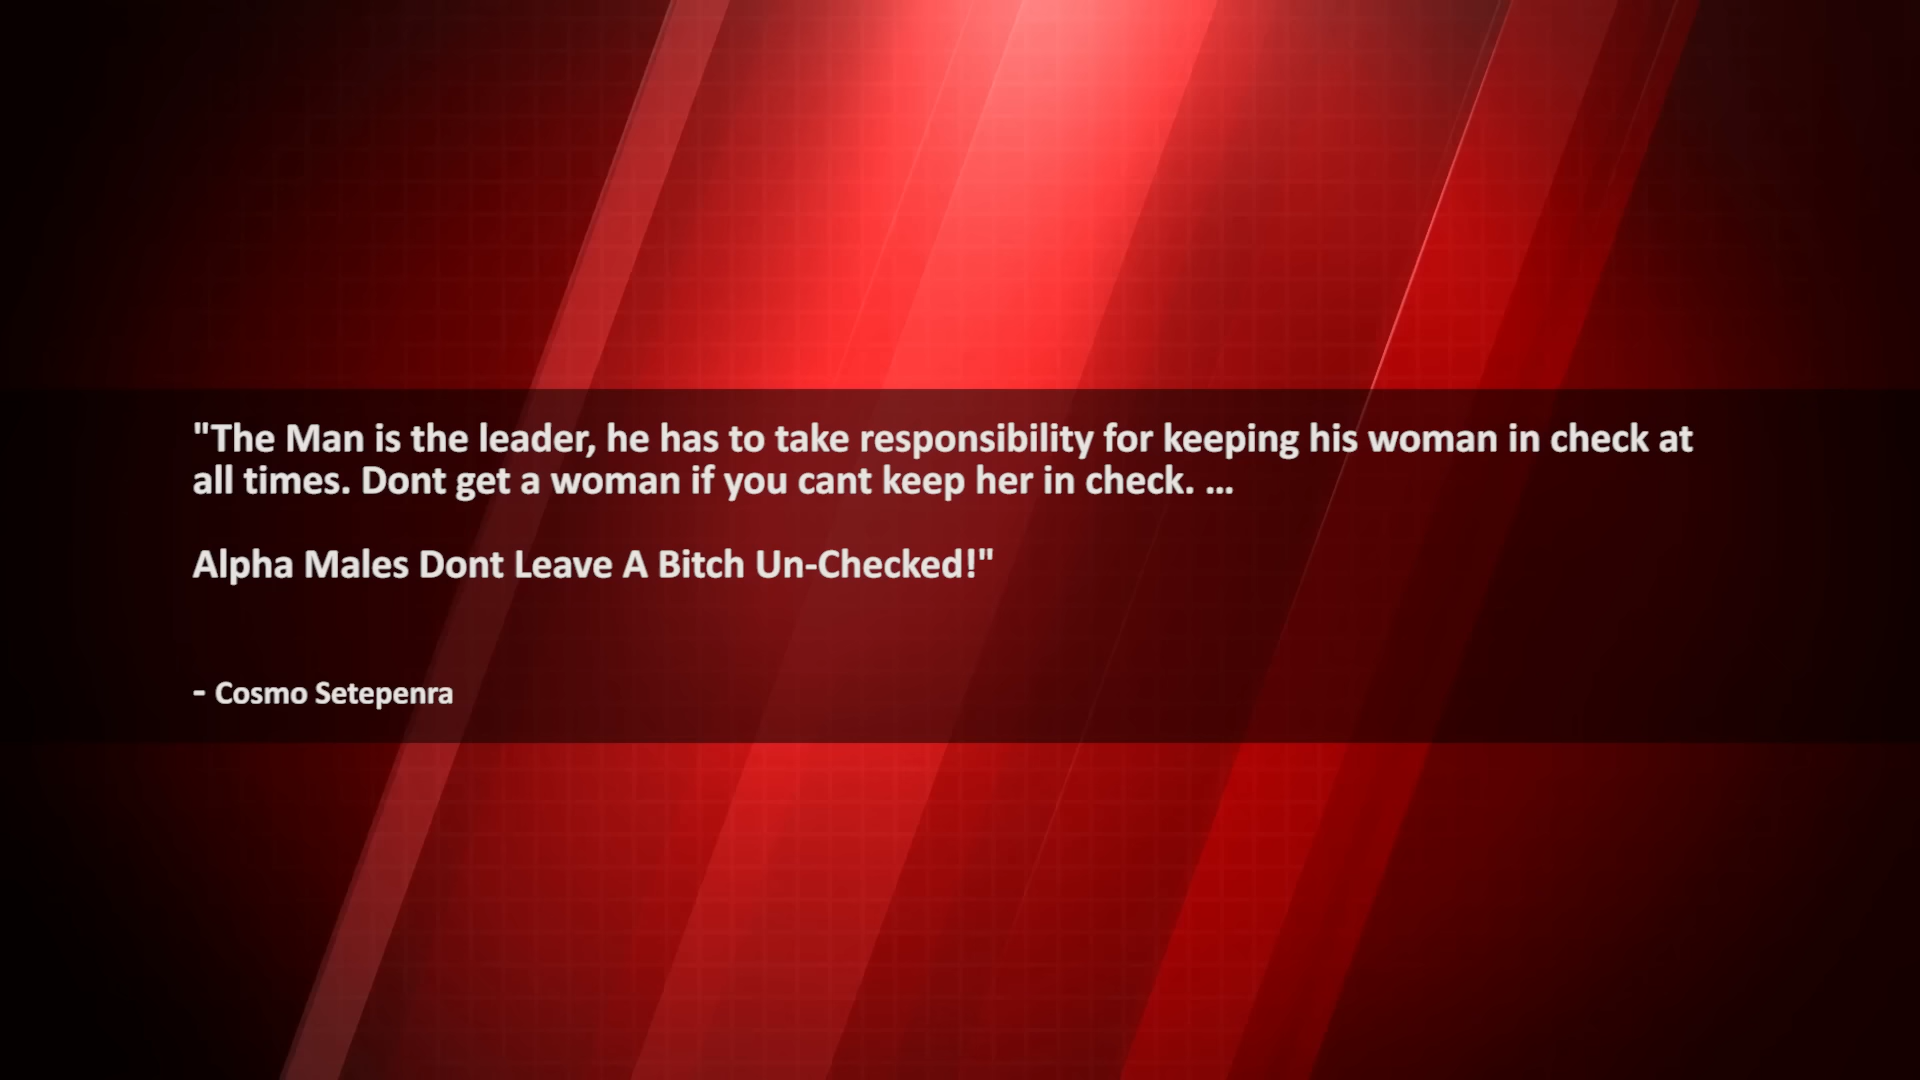 "The Man is the leader, he has to take responsibility for keeping his woman in check at
all times. Dont get a woman if you cant keep her in check. ...
Alpha Males Dont Leave A Bitch Un-Checked!"
- Cosmo Setepenra